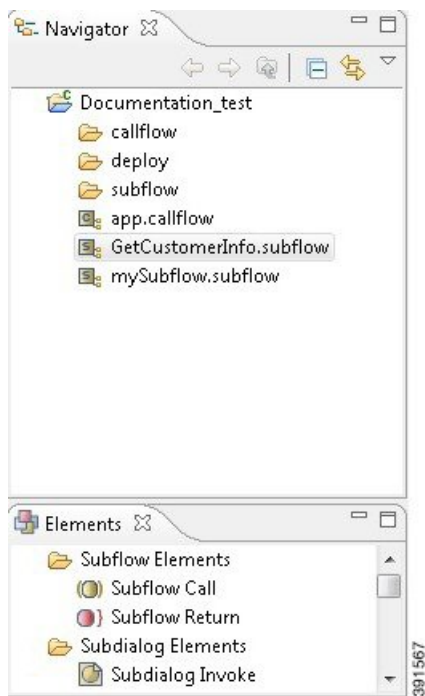 Navigator
Documentation_test
callflow
deploy
subflow
app.callflow
GetCustomerInfo.subflow
mySubflow.subflow
Elements
Subflow Elements
Subflow Call
Subflow Return
Subdialog Elements
Subdialog Invoke
391567